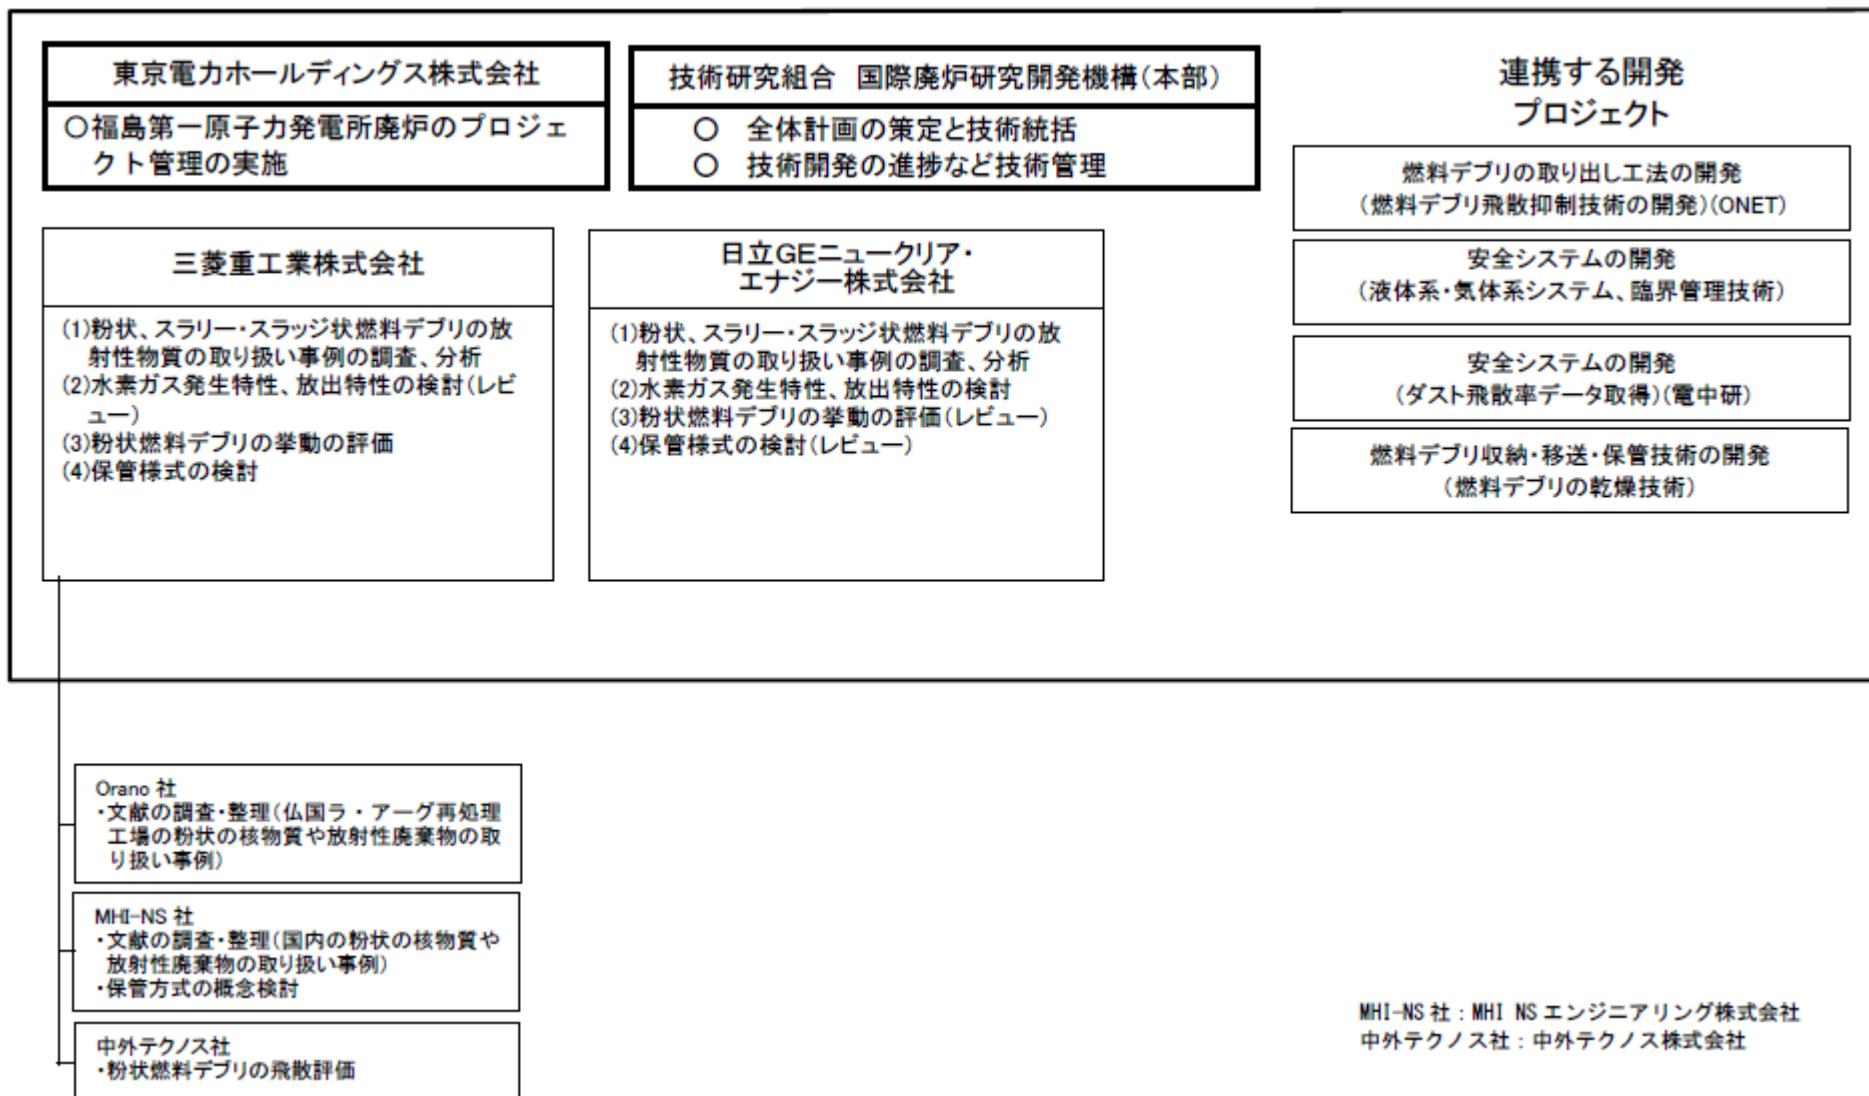 東京電力ホールディングス株式会社
〇福島第一原子力発電所廃炉のプロジェ
クト管理の実施
技術研究組合 国際廃炉研究開発機構(本部)
〇 全体計画の策定と技術統括
〇 技術開発の進捗など技術管理
連携する開発
プロジェクト
燃料デブリの取り出し工法の開発
(燃料デブリ飛散抑制技術の開発)(ONET)
安全システムの開発
(液体系・気体系システム、臨界管理技術)
安全システムの開発
(ダスト飛散率データ取得)(電中研)
燃料デブリ収納・移送・保管技術の開発
(燃料デブリの乾燥技術)
三菱重工業株式会社
(1)粉状、スラリー・スラッジ状燃料デブリの放
射性物質の取り扱い事例の調査、分析
(2)水素ガス発生特性、放出特性の検討(レビ
ュー)
(3)粉状燃料デブリの挙動の評価
(4)保管様式の検討
日立GEニュークリア・
エナジー株式会社
(1)粉状、スラリー・スラッジ状燃料デブリの放
射性物質の取り扱い事例の調査、分析
(2)水素ガス発生特性、放出特性の検討
(3)粉状燃料デブリの挙動の評価(レビュー)
(4)保管様式の検討(レビュー)
Orano 社
・文献の調査・整理(仏国ラ・アーグ再処理
工場の粉状の核物質や放射性廃棄物の取
り扱い事例)
MHI-NS 社
・文献の調査・整理(国内の粉状の核物質や
放射性廃棄物の取り扱い事例)
・保管方式の概念検討
中外テクノス社
・粉状燃料デブリの飛散評価
MHI-NS 社：MHI NS エンジニアリング株式会社
中外テクノス社：中外テクノス株式会社